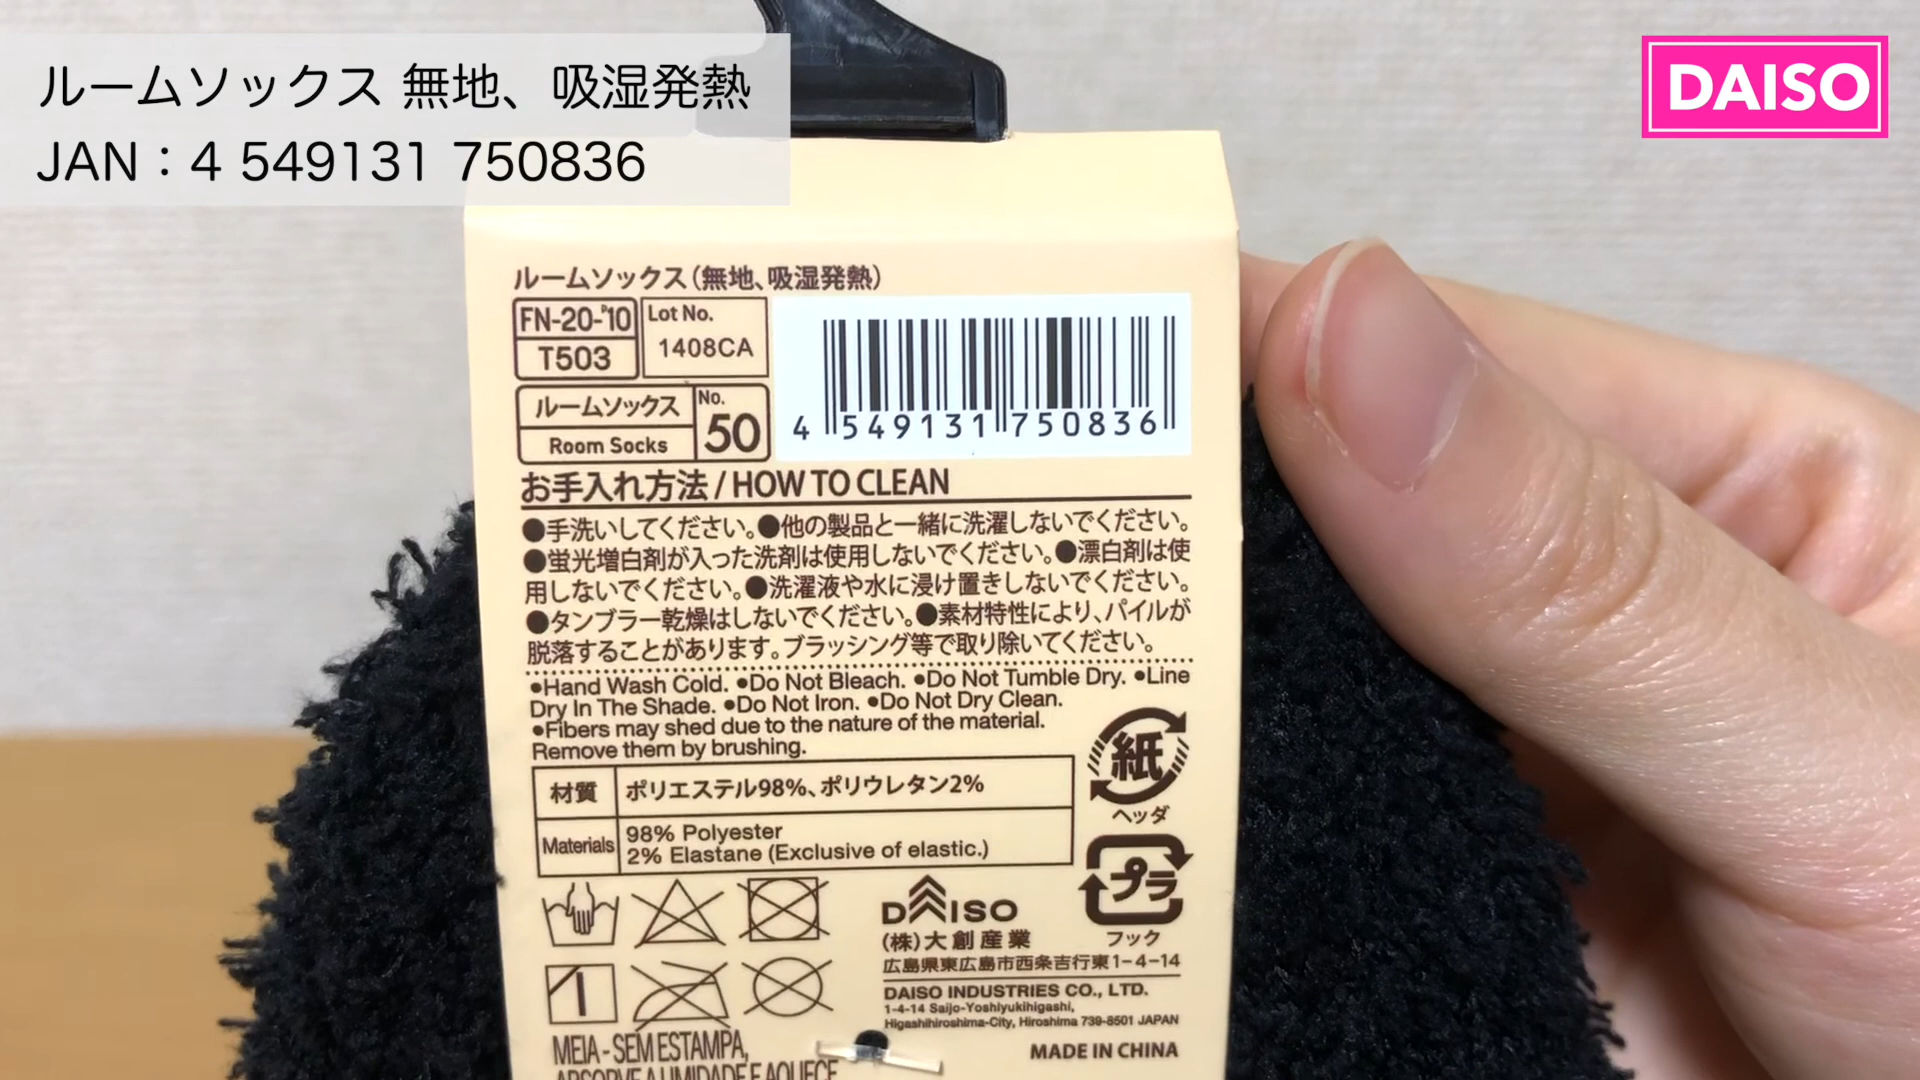 ルームソックス 無地、吸湿発熱
JAN：4 549131 750836
DAISO
ルームソックス(無地、吸湿発熱)
FN-20-"10
T503
Lot No.
1408CA
ルームソックス
Room Socks
No.
50
4 549131 750836
お手入れ方法/HOW TO CLEAN
●手洗いしてください。●他の製品と一緒に洗濯しないでください。
●蛍光増白剤が入った洗剤は使用しないでください。●漂白剤は使
用しないでください。●洗濯液や水に浸け置きしないでください。
●タンブラー乾燥はしないでください。●素材特性により、パイルが
脱落することがあります。ブラッシング等で取り除いてください。
●Hand Wash Cold. ●Do Not Bleach. ●Do Not Tumble Dry. ●Line
Dry In The Shade. ●Do Not Iron. ●Do Not Dry Clean.
●Fibers may shed due to the nature of the material.
Remove them by brushing.
材質 ポリエステル98%、ポリウレタン2%
Materials 98% Polyester
2% Elastane (Exclusive of elastic.)
紙
ヘッダ
プラ
フック
DAISO
(株)大創産業
広島県東広島市西条吉行東1-4-14
DAISO INDUSTRIES CO., LTD.
1-4-14 Saijo-Yoshiyukihigashi,
Higashihiroshima-City, Hiroshima 739-8501 JAPAN
MADE IN CHINA
MEIA - SEM ESTAMPA,
ABSORVE A UMIDADE E AQUECE